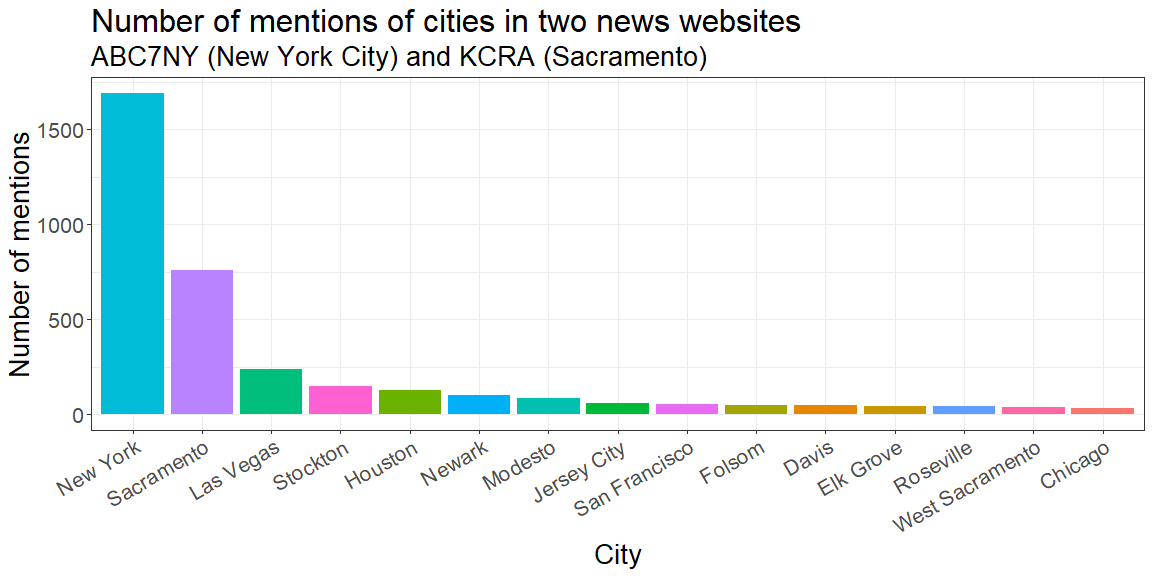 Number of mentions of cities in two news websites
ABC7NY (New York City) and KCRA (Sacramento)
Number of mentions
1500
1000
500
0
New York
Sacramento
Las Vegas
Stockton
Houston
Newark
Modesto
Jersey City
San Francisco
Folsom
Davis
Elk Grove
Roseville
West Sacramento
Chicago
City